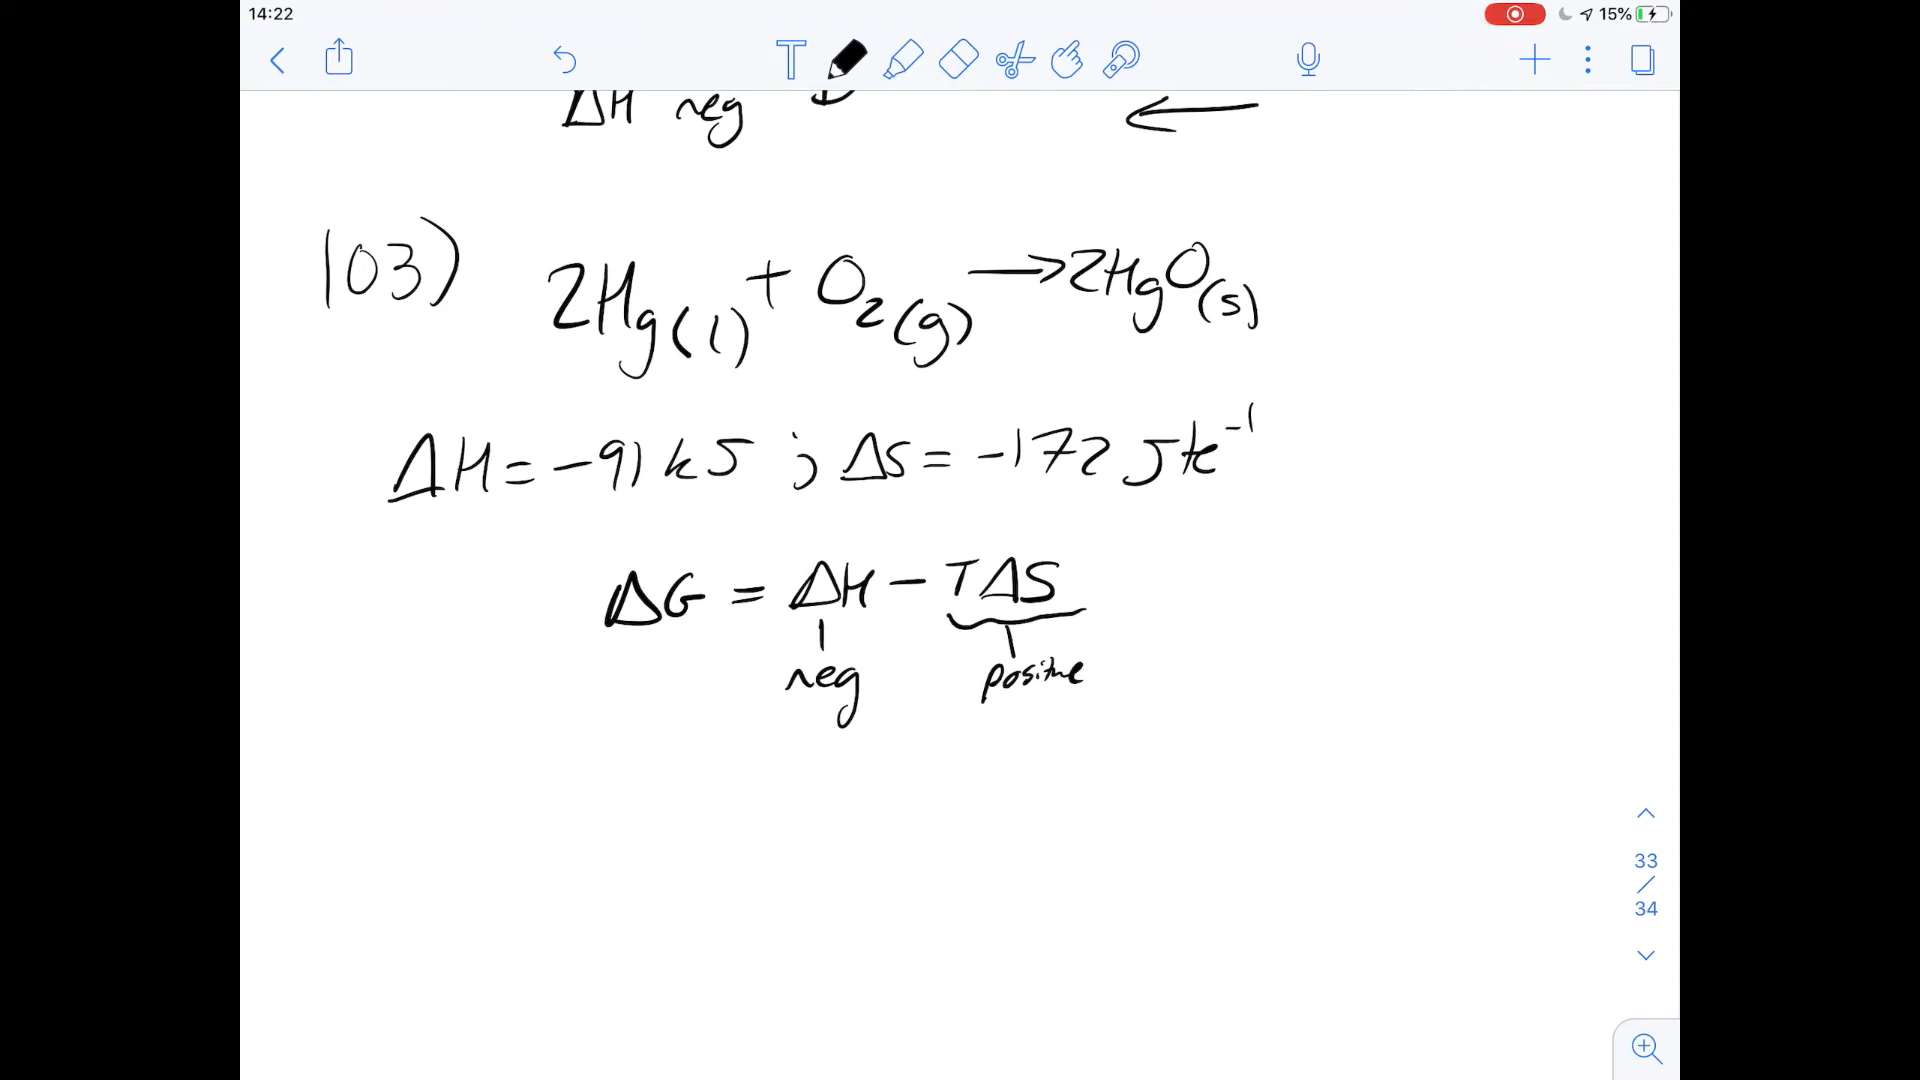 14:22
15%
T
ΔH neg
103) 2Hg(l) + O₂(g) → 2HgO(s)
ΔH = -91 kJ ; ΔS = -172 Jk⁻¹
ΔG = ΔH - TΔS
neg positive
33
/
34